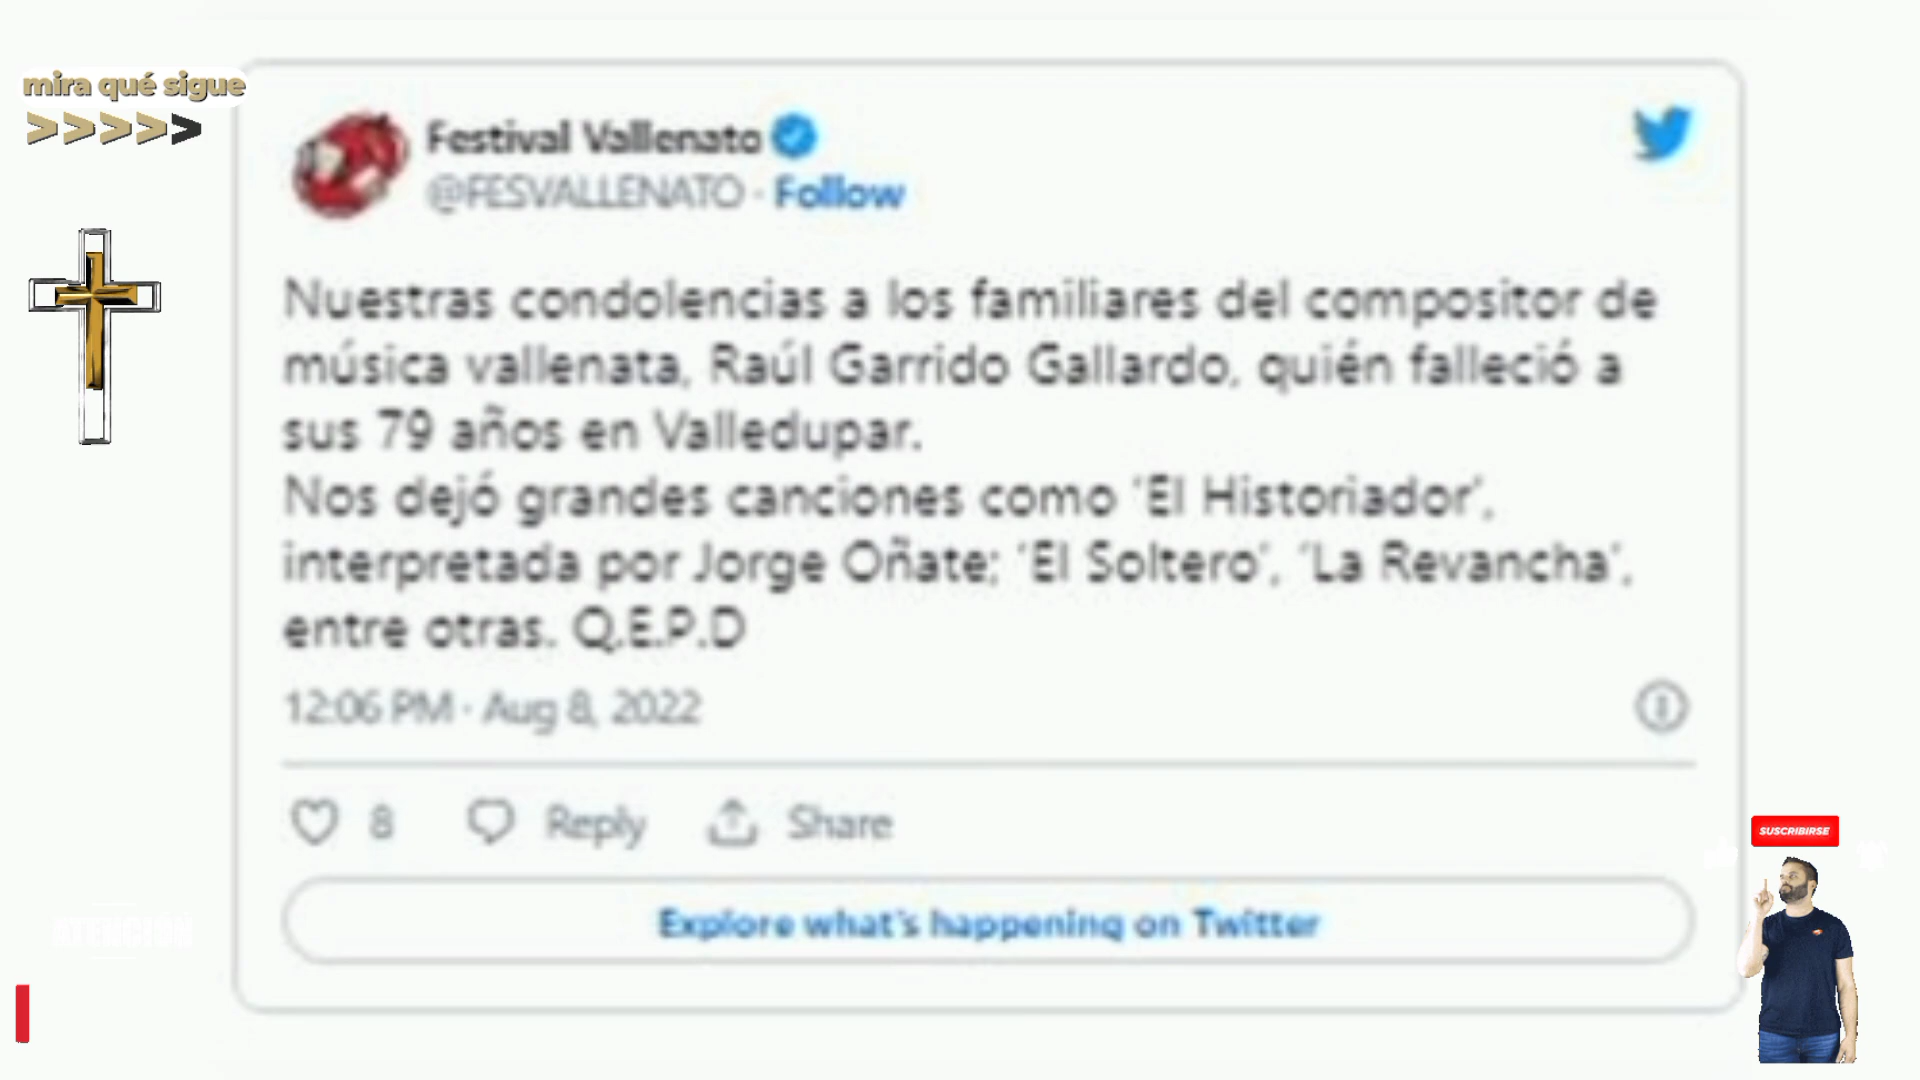 mira qué sigue
>>>>>
Festival Vallenato
@FESVALLENATO · Follow
Nuestras condolencias a los familiares del compositor de
música vallenata, Raúl Garrido Gallardo, quién falleció a
sus 79 años en Valledupar.
Nos dejó grandes canciones como ‘El Historiador’,
interpretada por Jorge Oñate; ‘El Soltero’, ‘La Revancha’,
entre otras. Q.E.P.D
12:06 PM · Aug 8, 2022
8 Reply Share
Explore what's happening on Twitter
SUSCRIBIRSE
ATENCIÓN